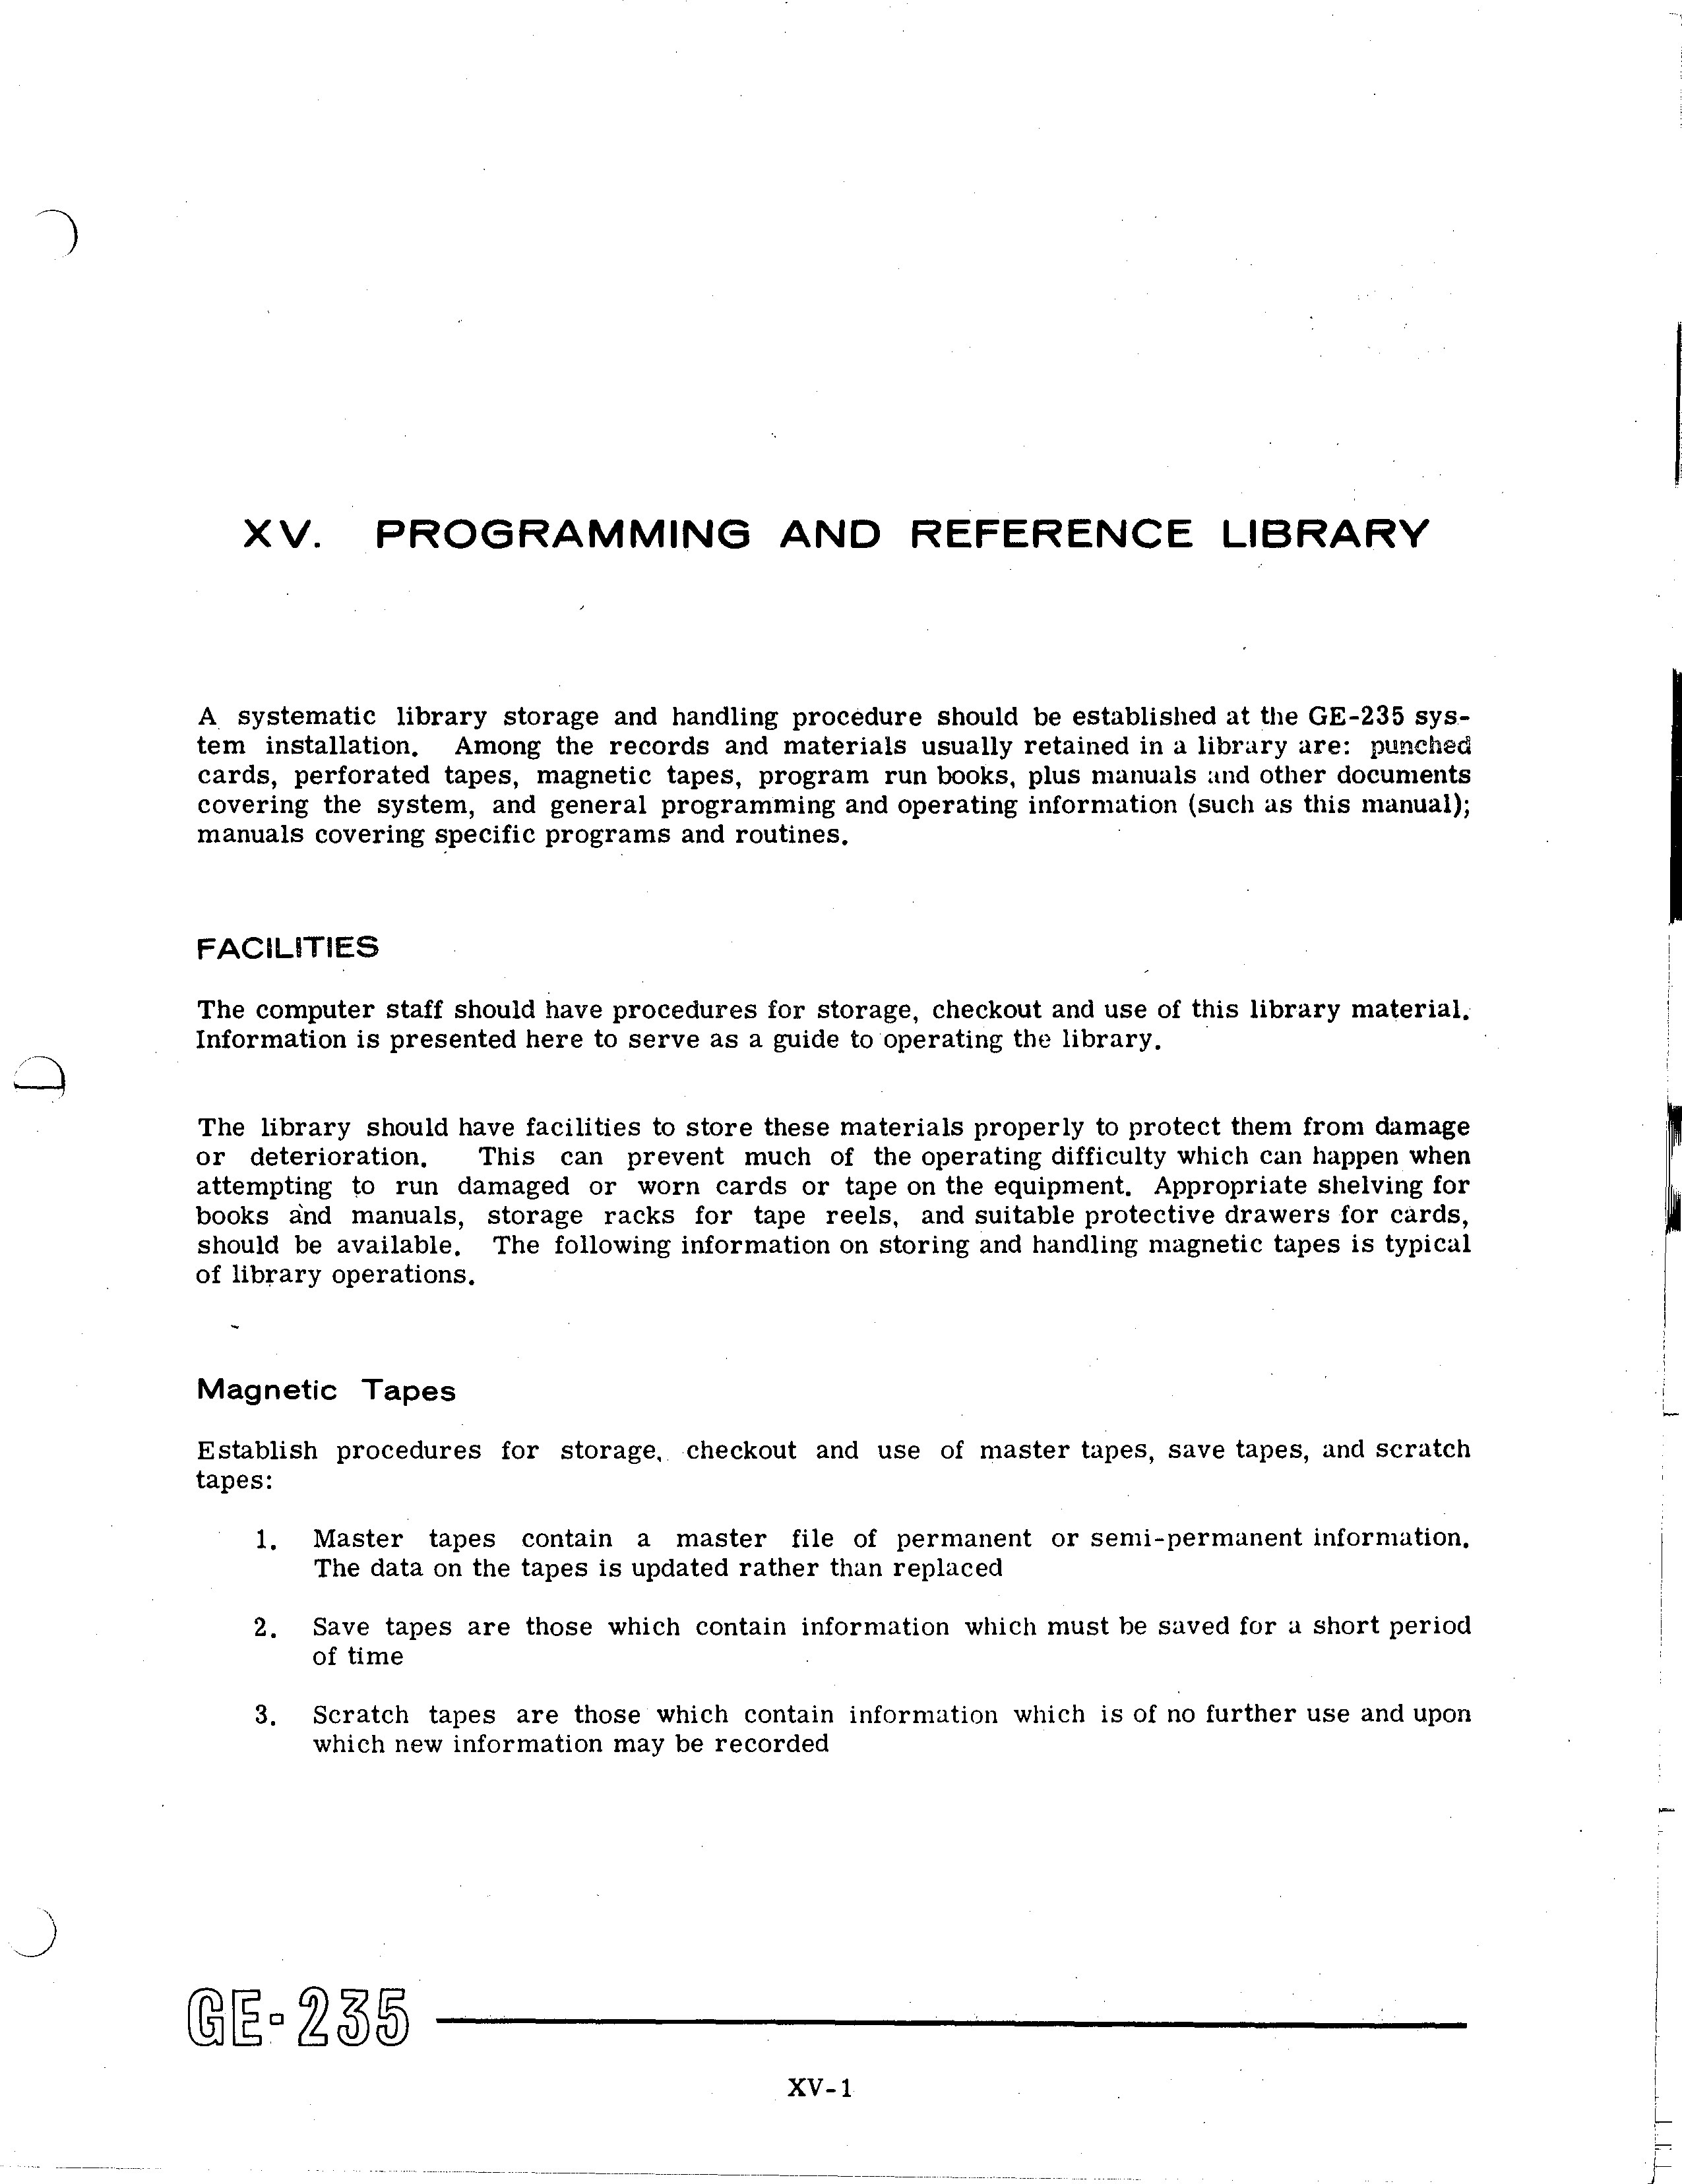 XV. PROGRAMMING AND REFERENCE LIBRARY
A systematic library storage and handling procedure should be established at the GE-235 sys-
tem installation. Among the records and materials usually retained in a library are: punched
cards, perforated tapes, magnetic tapes, program run books, plus manuals and other documents
covering the system, and general programming and operating information (such as this manual);
manuals covering specific programs and routines.
FACILITIES
The computer staff should have procedures for storage, checkout and use of this library material.
Information is presented here to serve as a guide to operating the library.
The library should have facilities to store these materials properly to protect them from damage
or deterioration. This can prevent much of the operating difficulty which can happen when
attempting to run damaged or worn cards or tape on the equipment. Appropriate shelving for
books and manuals, storage racks for tape reels, and suitable protective drawers for cards,
should be available. The following information on storing and handling magnetic tapes is typical
of library operations.
Magnetic Tapes
Establish procedures for storage, checkout and use of master tapes, save tapes, and scratch
tapes:
1. Master tapes contain a master file of permanent or semi-permanent information.
The data on the tapes is updated rather than replaced
2. Save tapes are those which contain information which must be saved for a short period
of time
3. Scratch tapes are those which contain information which is of no further use and upon
which new information may be recorded
GE-235
XV-1